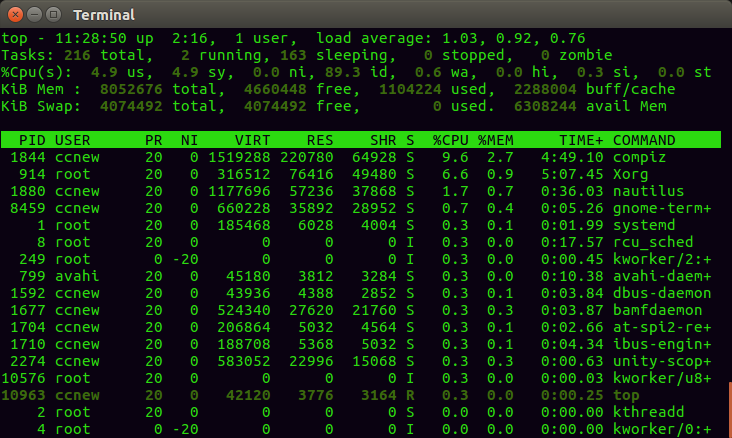 Terminal
top - 11:28:50 up  2:16,  1 user,  load average: 1.03, 0.92, 0.76
Tasks: 216 total,   2 running, 163 sleeping,   0 stopped,   0 zombie
%Cpu(s):  4.9 us,  4.9 sy,  0.0 ni, 89.3 id,  0.6 wa,  0.0 hi,  0.3 si,  0.0 st
KiB Mem :  8052676 total,  4660448 free,  1104224 used,  2288004 buff/cache
KiB Swap:  4074492 total,  4074492 free,        0 used.  6308244 avail Mem
  PID USER      PR  NI    VIRT    RES    SHR S  %CPU %MEM     TIME+ COMMAND
 1844 ccnew     20   0 1519288 220780  64928 S   9.6  2.7   4:49.10 compiz
  914 root      20   0  316512  76416  49480 S   6.6  0.9   5:07.45 Xorg
 1880 ccnew     20   0 1177696  57236  37868 S   1.7  0.7   0:36.03 nautilus
 8459 ccnew     20   0  660228  35892  28952 S   0.7  0.4   0:05.26 gnome-term+
    1 root      20   0  185468   6028   4004 S   0.3  0.1   0:01.99 systemd
    8 root      20   0       0      0      0 I   0.3  0.0   0:17.57 rcu_sched
  249 root       0 -20       0      0      0 I   0.3  0.0   0:00.45 kworker/2:+
  799 avahi     20   0   45180   3812   3284 S   0.3  0.0   0:10.38 avahi-daem+
 1592 ccnew     20   0   43936   4388   2852 S   0.3  0.1   0:03.84 dbus-daemon
 1677 ccnew     20   0  524340  27620  21760 S   0.3  0.3   0:03.87 bamfdaemon
 1704 ccnew     20   0  206864   5032   4564 S   0.3  0.1   0:02.66 at-spi2-re+
 1710 ccnew     20   0  188708   5368   5032 S   0.3  0.1   0:04.34 ibus-engin+
 2274 ccnew     20   0  583052  22996  15068 S   0.3  0.3   0:00.63 unity-scop+
10576 root      20   0       0      0      0 I   0.3  0.0   0:00.03 kworker/u8+
10963 ccnew     20   0   42120   3776   3164 R   0.3  0.0   0:00.25 top
    2 root      20   0       0      0      0 S   0.0  0.0   0:00.00 kthreadd
    4 root       0 -20       0      0      0 I   0.0  0.0   0:00.00 kworker/0:+